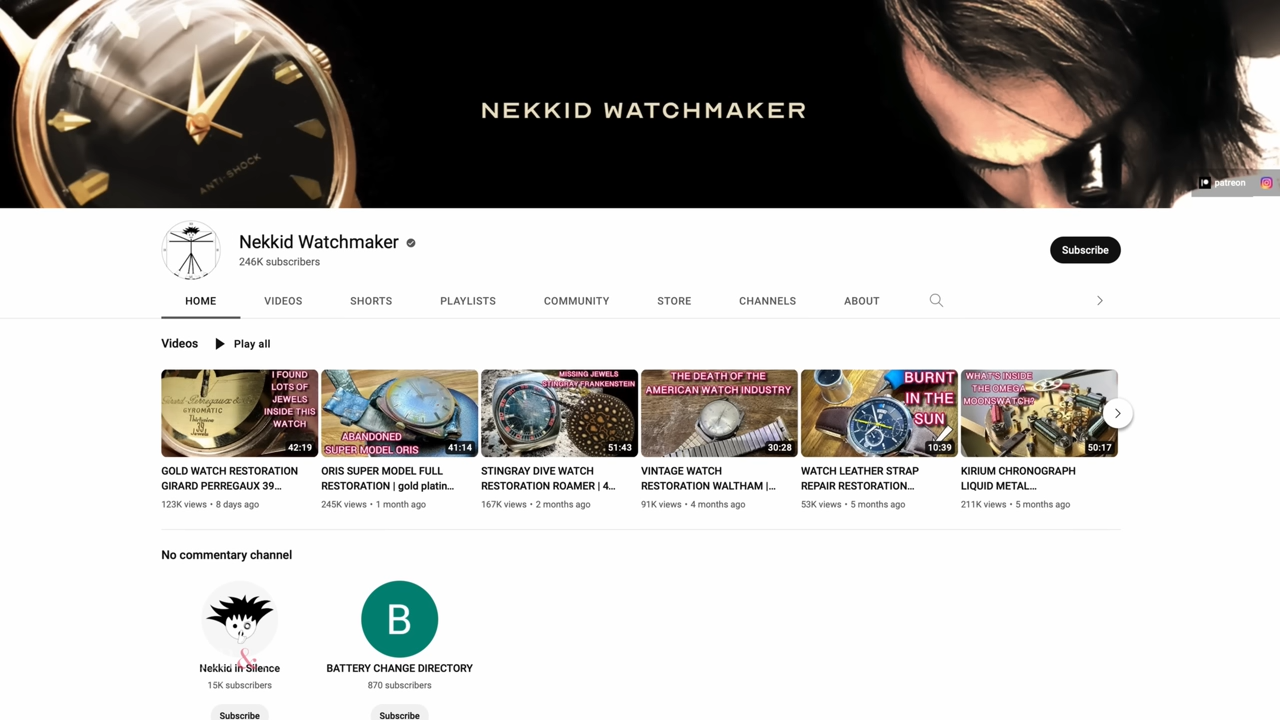 ANTI-SHOCK
NEKKID WATCHMAKER
patreon
Nekkid Watchmaker
246K subscribers
Subscribe
HOME VIDEOS SHORTS PLAYLISTS COMMUNITY STORE CHANNELS ABOUT
Videos Play all
I FOUND
LOTS OF
JEWELS
INSIDE THIS
WATCH
Girard-Perregaux
GYROMATIC
39
Jewels
42:19
ABANDONED
SUPER MODEL ORIS
41:14
MISSING JEWELS
STINGRAY FRANKENSTEIN
51:43
THE DEATH OF THE
AMERICAN WATCH INDUSTRY
30:28
BURNT
IN THE
SUN
10:39
WHAT'S INSIDE
THE OMEGA
MOONSWATCH?
50:17
GOLD WATCH RESTORATION
GIRARD PERREGAUX 39...
123K views • 8 days ago
ORIS SUPER MODEL FULL
RESTORATION | gold platin...
245K views • 1 month ago
STINGRAY DIVE WATCH
RESTORATION ROAMER | 4...
167K views • 2 months ago
VINTAGE WATCH
RESTORATION WALTHAM |...
91K views • 4 months ago
WATCH LEATHER STRAP
REPAIR RESTORATION...
53K views • 5 months ago
KIRIUM CHRONOGRAPH
LIQUID METAL...
211K views • 5 months ago
No commentary channel
&
Nekkid in Silence
15K subscribers
Subscribe
B
BATTERY CHANGE DIRECTORY
870 subscribers
Subscribe